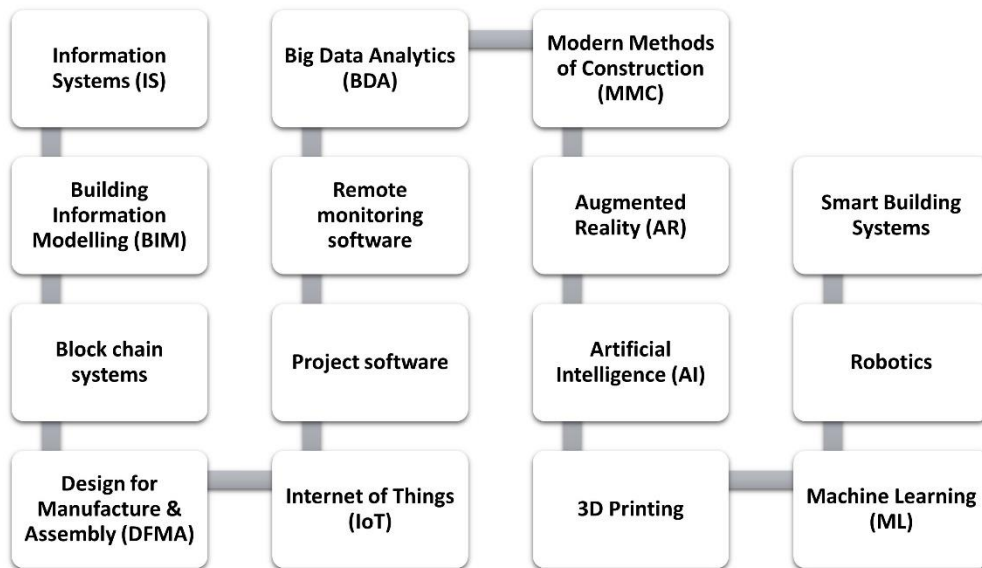 Information
Systems (IS)
Building
Information
Modelling (BIM)
Block chain
systems
Design for
Manufacture &
Assembly (DFMA)
Internet of Things
(IoT)
Project software
Remote
monitoring
software
Big Data Analytics
(BDA)
Modern Methods
of Construction
(MMC)
Augmented
Reality (AR)
Artificial
Intelligence (AI)
3D Printing
Machine Learning
(ML)
Robotics
Smart Building
Systems